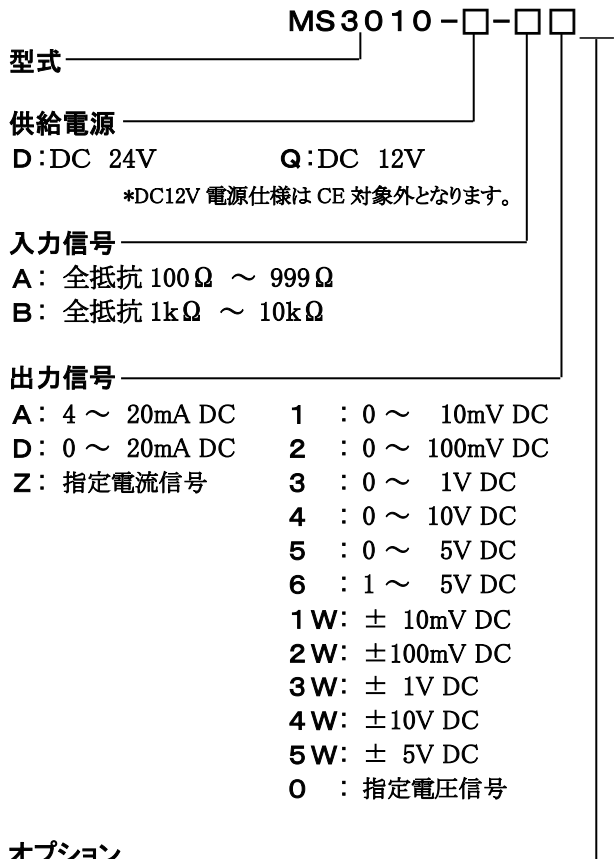 MS3010-□-□□
型式
供給電源
D:DC 24V Q:DC 12V
*DC12V 電源仕様は CE 対象外となります。
入力信号
A: 全抵抗 100Ω ～ 999Ω
B: 全抵抗 1kΩ ～ 10kΩ
出力信号
A: 4 ～ 20mA DC 1 : 0 ～ 10mV DC
D: 0 ～ 20mA DC 2 : 0 ～ 100mV DC
Z: 指定電流信号 3 : 0 ～ 1V DC
4 : 0 ～ 10V DC
5 : 0 ～ 5V DC
6 : 1 ～ 5V DC
1W: ± 10mV DC
2W: ±100mV DC
3W: ± 1V DC
4W: ±10V DC
5W: ± 5V DC
0 : 指定電圧信号
オプション